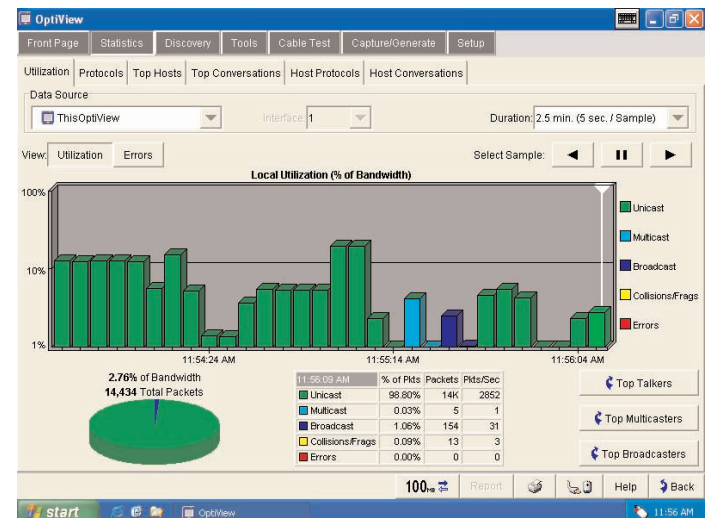 OptiView
Front Page Statistics Discovery Tools Cable Test Capture/Generate Setup
Utilization Protocols Top Hosts Top Conversations Host Protocols Host Conversations
Data Source
ThisOptiView Interface: 1 Duration: 2.5 min. (5 sec. / Sample)
View: Utilization Errors Select Sample:
Local Utilization (% of Bandwidth)
100%
10%
1%
Unicast
Multicast
Broadcast
Collisions/Frags
Errors
11:54:24 AM 11:55:14 AM 11:56:04 AM
2.76% of Bandwidth
14,434 Total Packets
11:56:09 AM % of Pkts Packets Pkts/Sec
Unicast 98.80% 14K 2852
Multicast 0.03% 5 1
Broadcast 1.06% 154 31
Collisions/Frags 0.09% 13 3
Errors 0.00% 0 0
Top Talkers
Top Multicasters
Top Broadcasters
100MB Report Help Back
start OptiView 11:56 AM